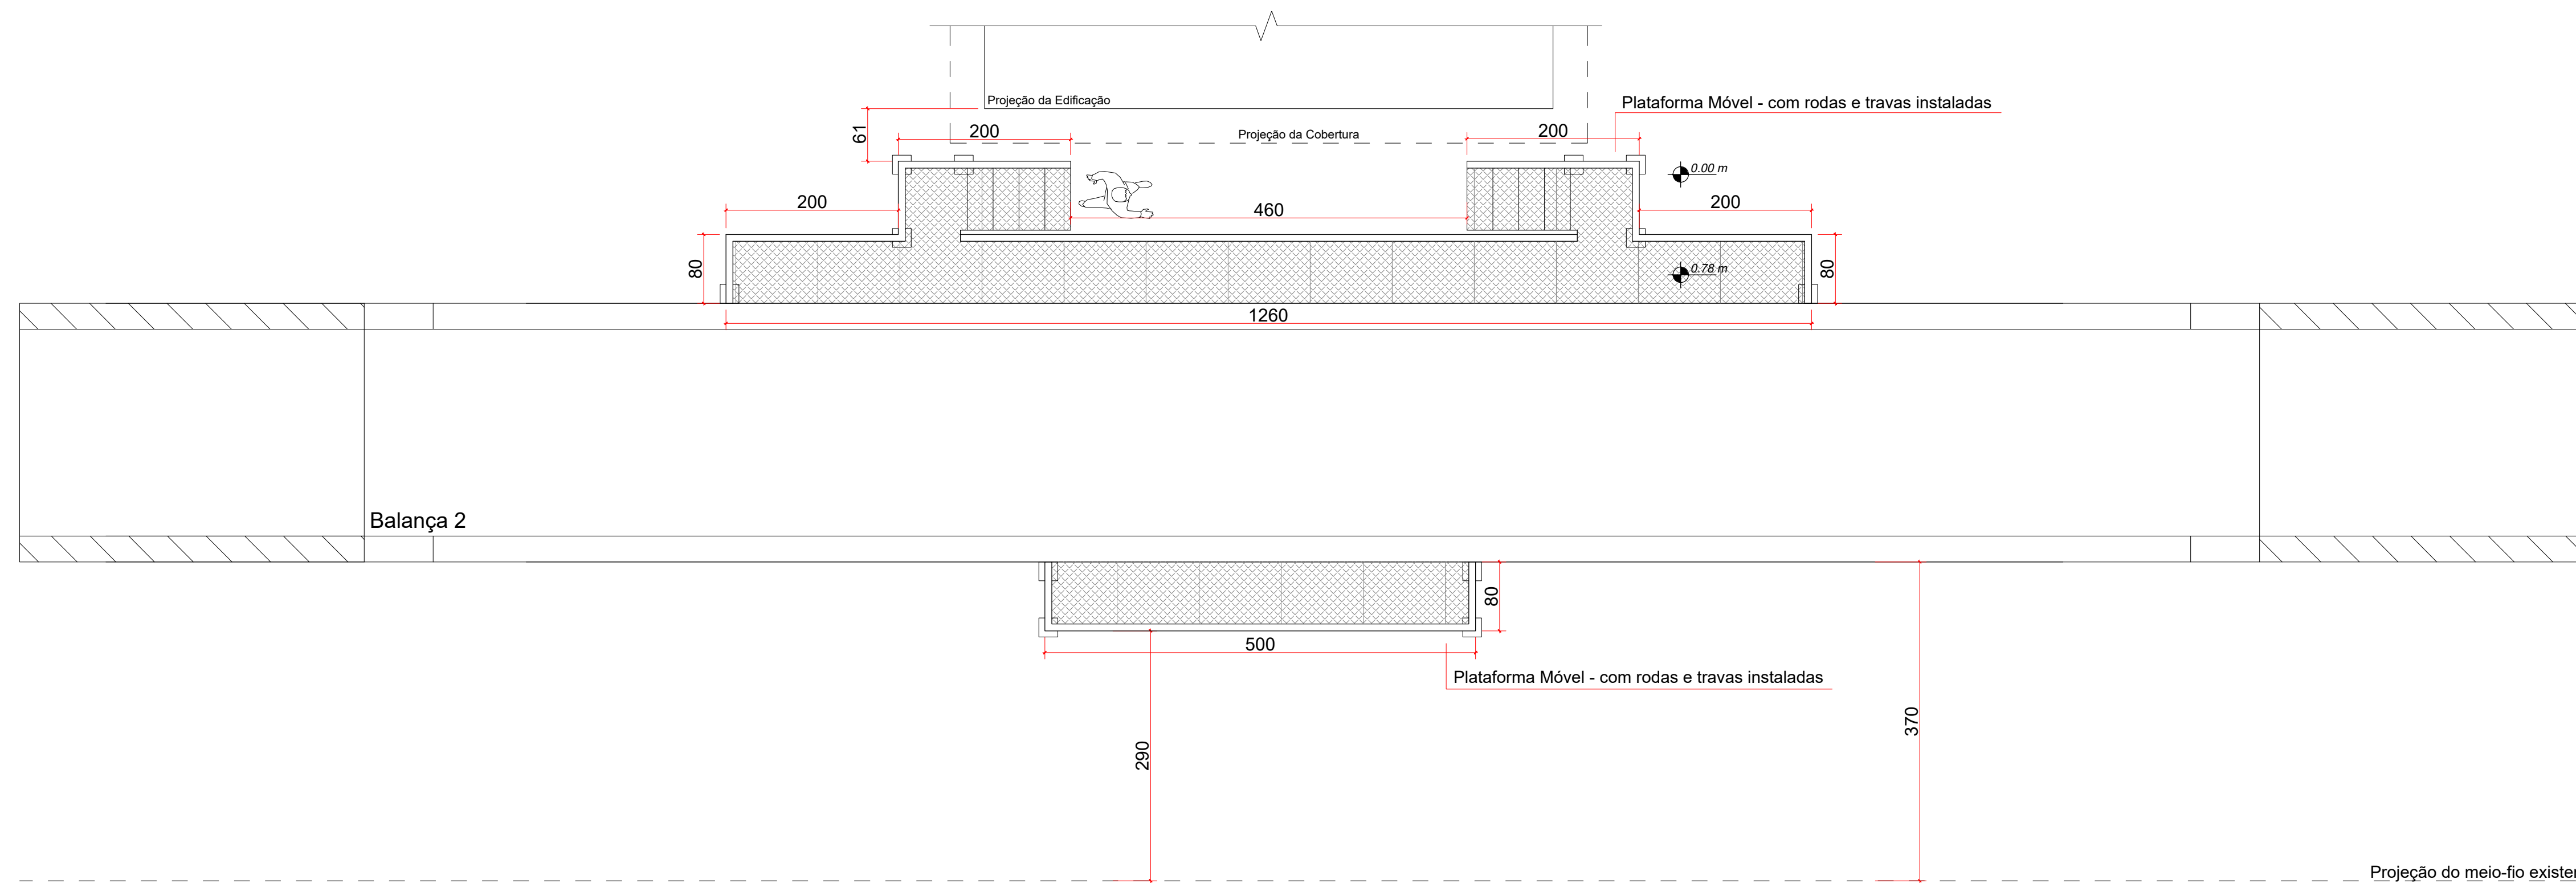 Projeção da Edificação
Plataforma Móvel - com rodas e travas instaladas
61
200
Projeção da Cobertura
200
0.00 m
200
460
200
80
0.78 m
80
1260
Balança 2
80
500
Plataforma Móvel - com rodas e travas instaladas
290
370
Projeção do meio-fio existe